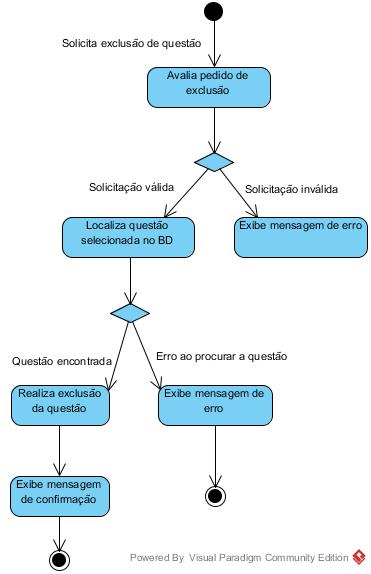 Solicita exclusão de questão
Avalia pedido de
exclusão
Solicitação válida
Solicitação inválida
Localiza questão
selecionada no BD
Exibe mensagem de erro
Questão encontrada
Erro ao procurar a questão
Realiza exclusão
da questão
Exibe mensagem de
erro
Exibe mensagem
de confirmação
Powered By Visual Paradigm Community Edition